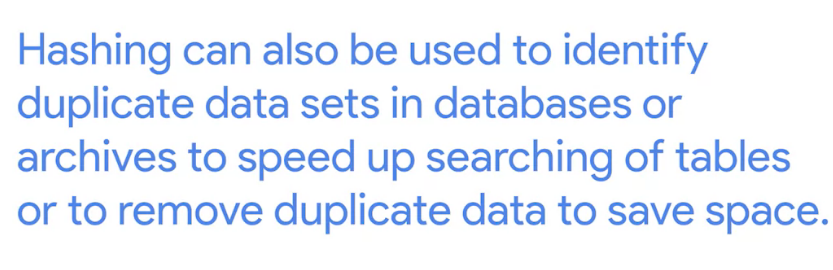 Hashing can also be used to identify
duplicate data sets in databases or
archives to speed up searching of tables
or to remove duplicate data to save space.